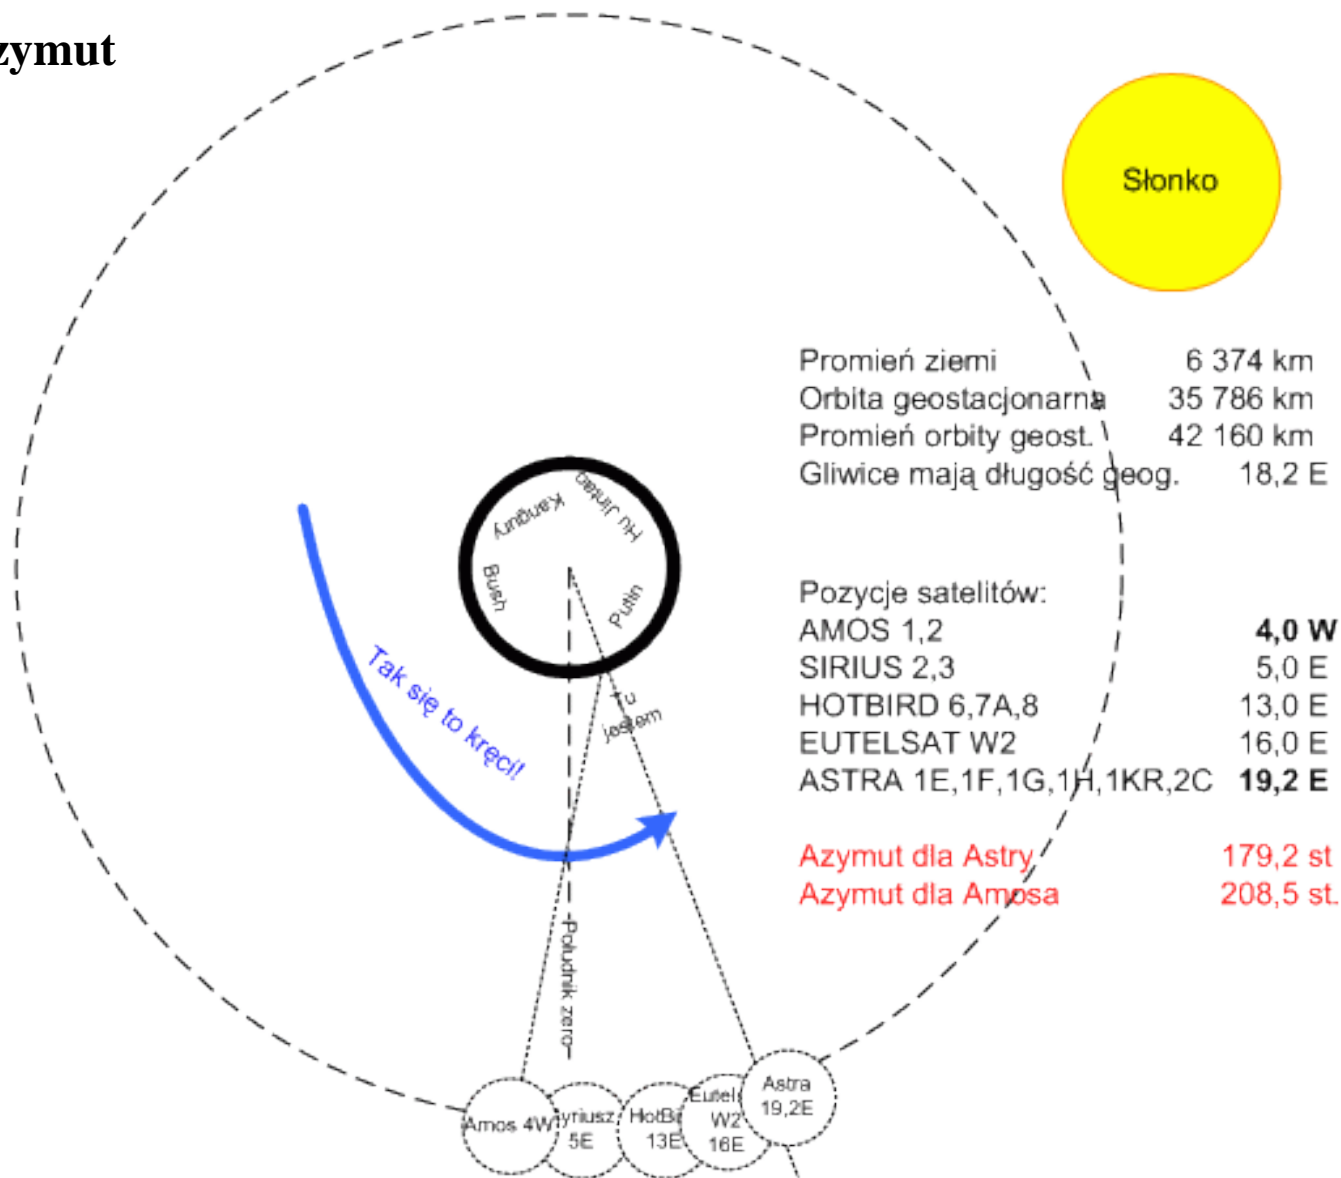 zymut
Słonko
Promień ziemi 6 374 km
Orbita geostacjonarna 35 786 km
Promień orbity geost. 42 160 km
Gliwice mają długość geog. 18,2 E
Kangury
Hu Jintao
Bush
Putin
Tu
jestem
Tak się to kręci!
Południk zero
Pozycje satelitów:
AMOS 1,2 4,0 W
SIRIUS 2,3 5,0 E
HOTBIRD 6,7A,8 13,0 E
EUTELSAT W2 16,0 E
ASTRA 1E,1F,1G,1H,1KR,2C 19,2 E
Azymut dla Astry 179,2 st
Azymut dla Amosa 208,5 st.
Amos 4W
yriusz
5E
HotBi
13E
Eutels
W2
16E
Astra
19,2E